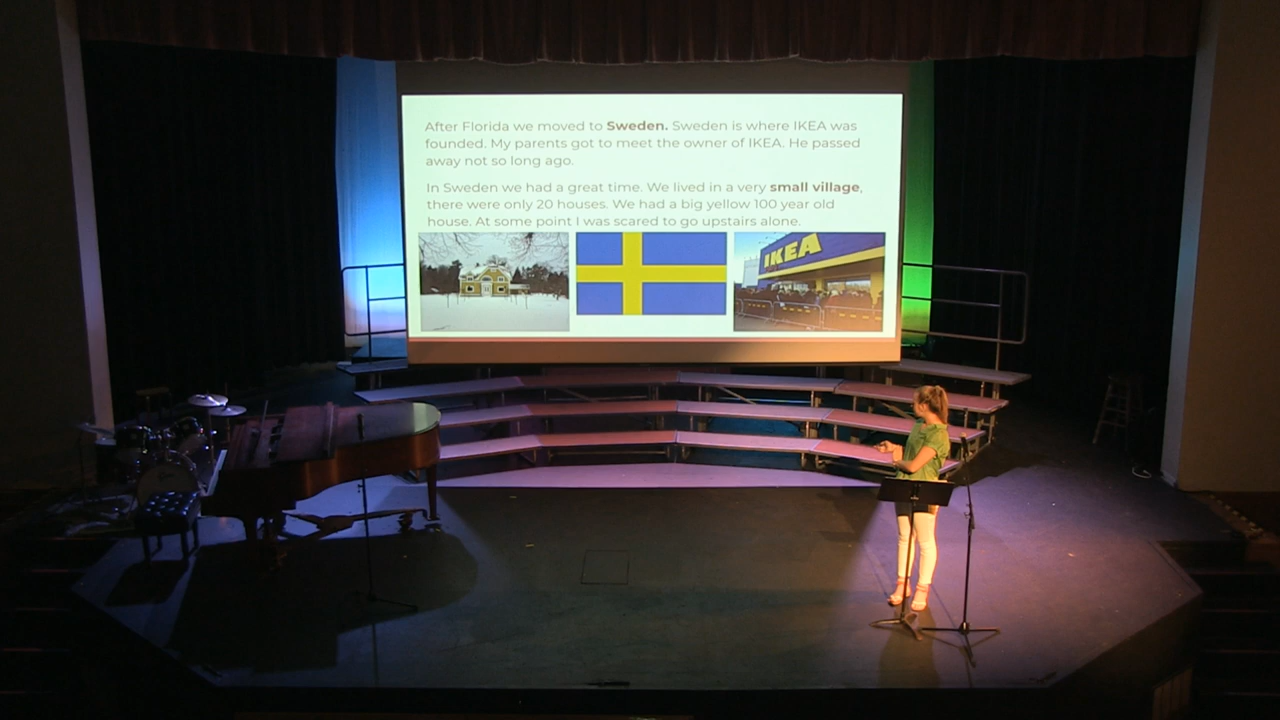 After Florida we moved to Sweden. Sweden is where IKEA was
founded. My parents got to meet the owner of IKEA. He passed
away not so long ago.
In Sweden we had a great time. We lived in a very small village,
there were only 20 houses. We had a big yellow 100 year old
house. At some point I was scared to go upstairs alone.
IKEA